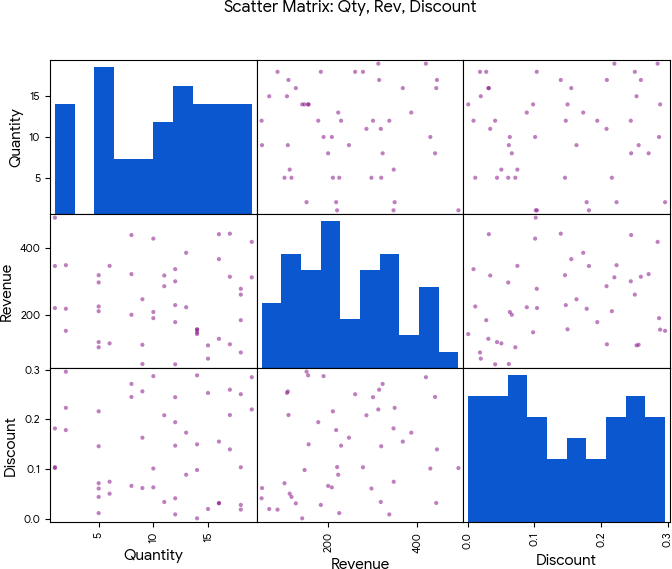 Scatter Matrix: Qty, Rev, Discount
Quantity
15
10
5
Revenue
400
200
Discount
0.3
0.2
0.1
0.0
5
10
15
Quantity
200
400
Revenue
0.0
0.1
0.2
0.3
Discount